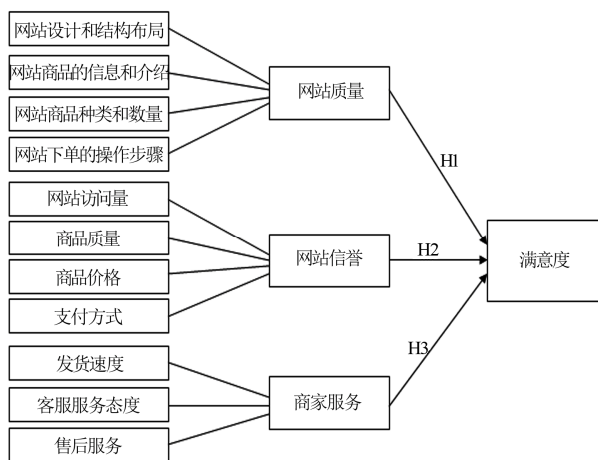 网站设计和结构布局
网站商品的信息和介绍
网站商品种类和数量
网站下单的操作步骤
网站质量
H1
网站访问量
商品质量
商品价格
支付方式
网站信誉
H2
满意度
发货速度
客服服务态度
售后服务
商家服务
H3